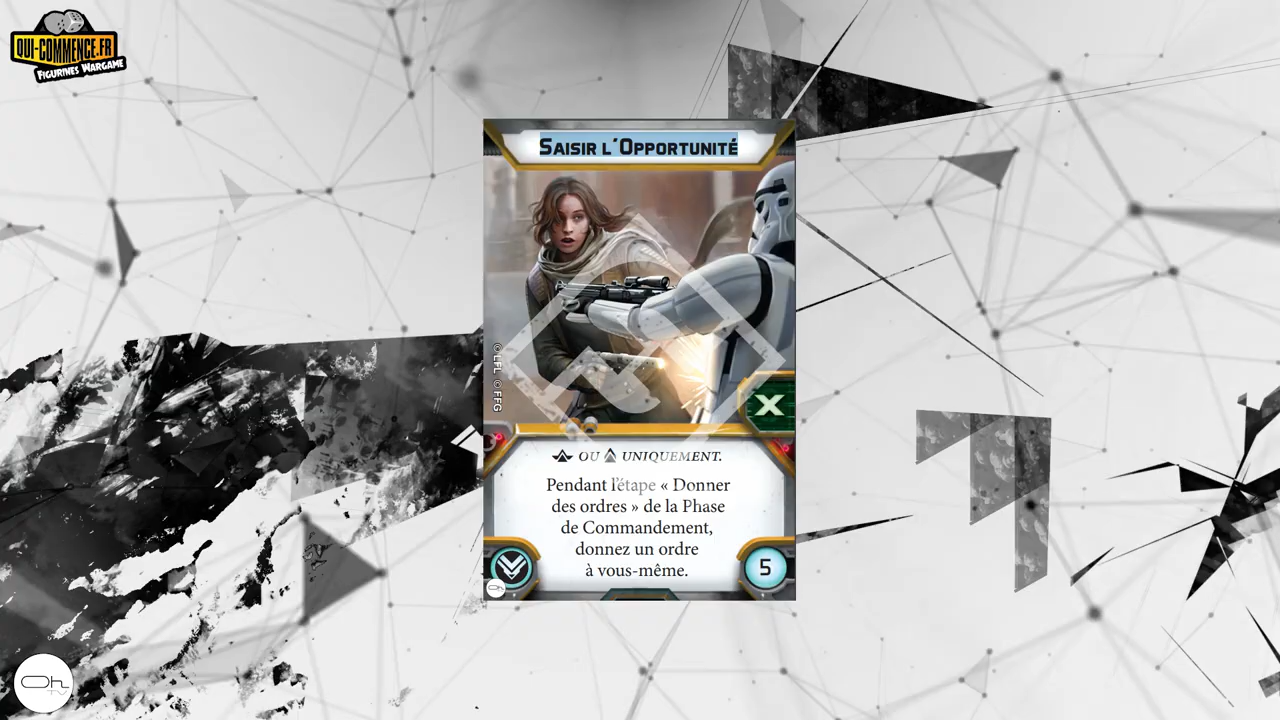 QUI-COMMENCE.FR
FIGURINES WARGAME
SAISIR L'OPPORTUNITÉ
© LFL © FFG
X
OU UNIQUEMENT.
Pendant l'étape « Donner
des ordres » de la Phase
de Commandement,
donnez un ordre
à vous-même.
5
Oh
TV